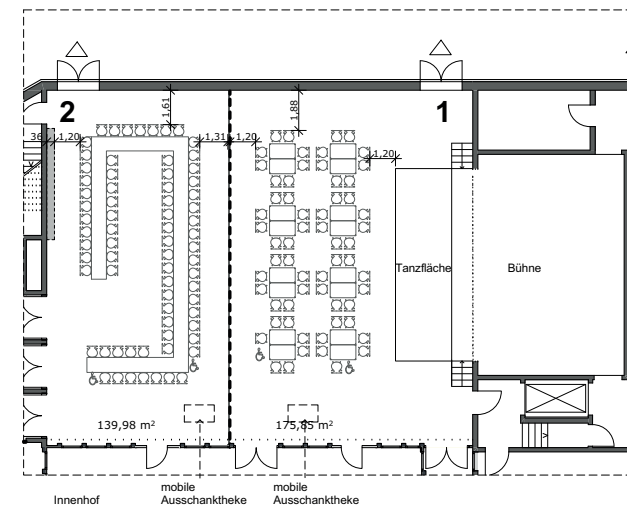 2
1
1,61
1,88
36
1,20
1,31
1,20
1,20
Tanzfläche
Bühne
139,98 m²
175,85 m²
Innenhof
mobile
Ausschanktheke
mobile
Ausschanktheke